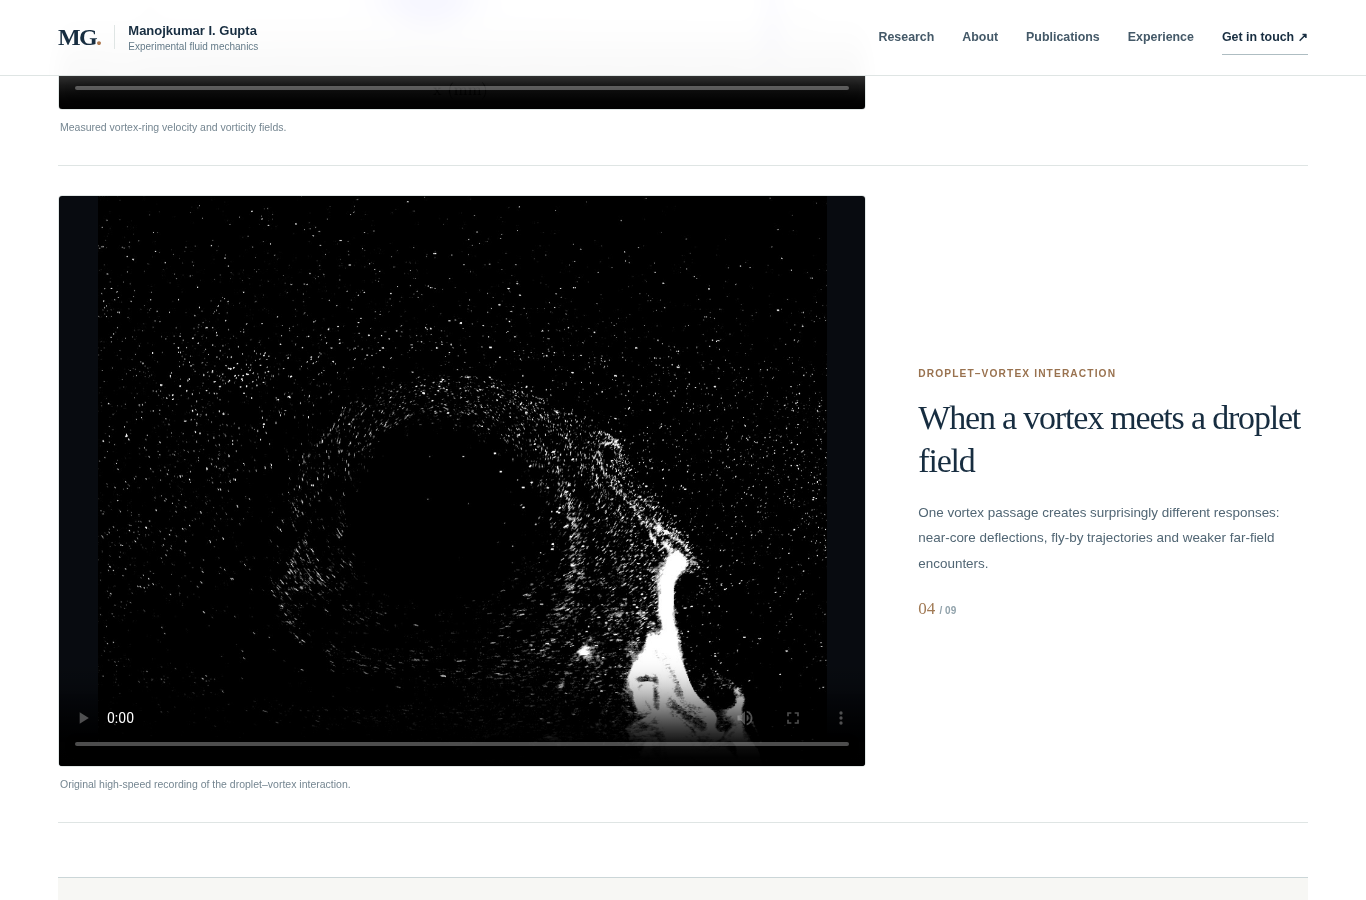 MG.
Manojkumar I. Gupta
Experimental fluid mechanics
Research
About
Publications
Experience
Get in touch ↗
x (mm)
Measured vortex-ring velocity and vorticity fields.
0:00
Original high-speed recording of the droplet–vortex interaction.
DROPLET–VORTEX INTERACTION
When a vortex meets a droplet
field
One vortex passage creates surprisingly different responses:
near-core deflections, fly-by trajectories and weaker far-field
encounters.
04 / 09